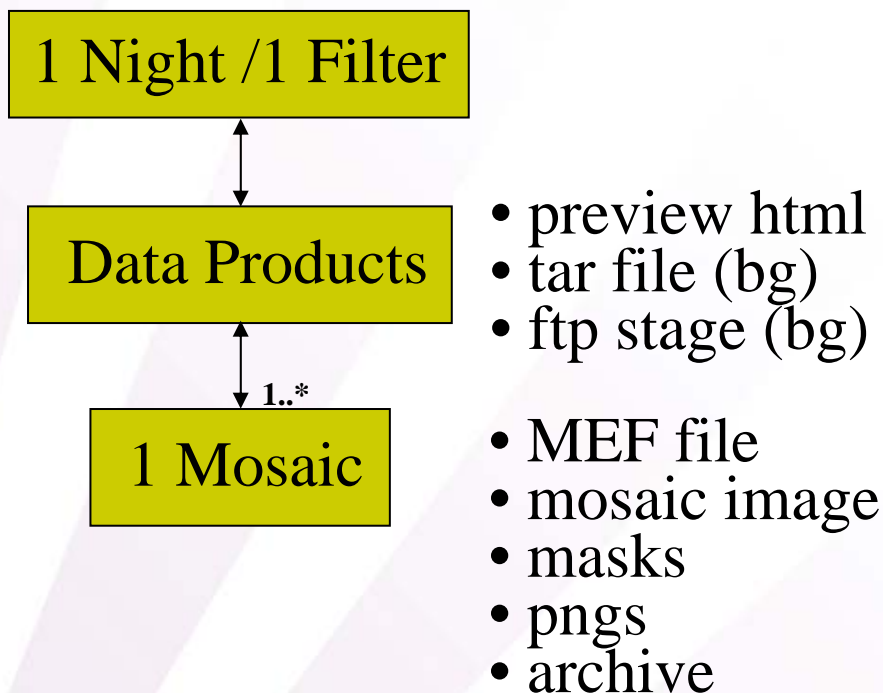 1 Night /1 Filter
Data Products
• preview html
• tar file (bg)
• ftp stage (bg)
1..*
1 Mosaic
• MEF file
• mosaic image
• masks
• pngs
• archive